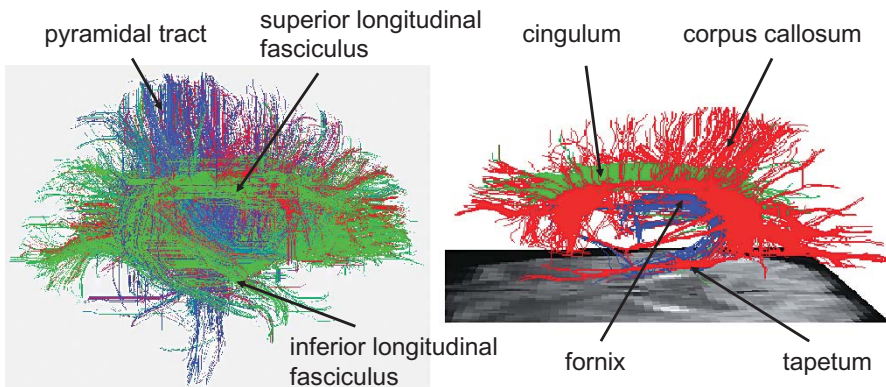 pyramidal tract
superior longitudinal
fasciculus
cingulum
corpus callosum
inferior longitudinal
fasciculus
fornix
tapetum